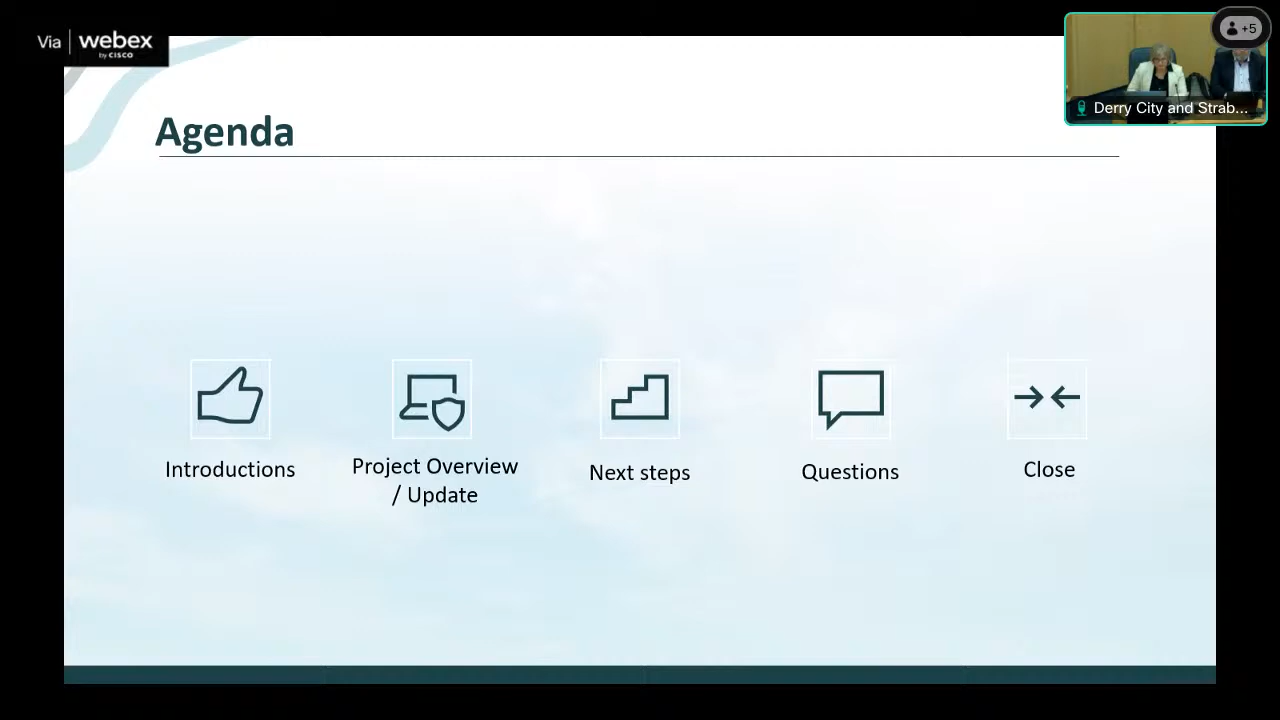 Via webex
by CISCO
+5
Derry City and Strab...
Agenda
Introductions
Project Overview
/ Update
Next steps
Questions
Close